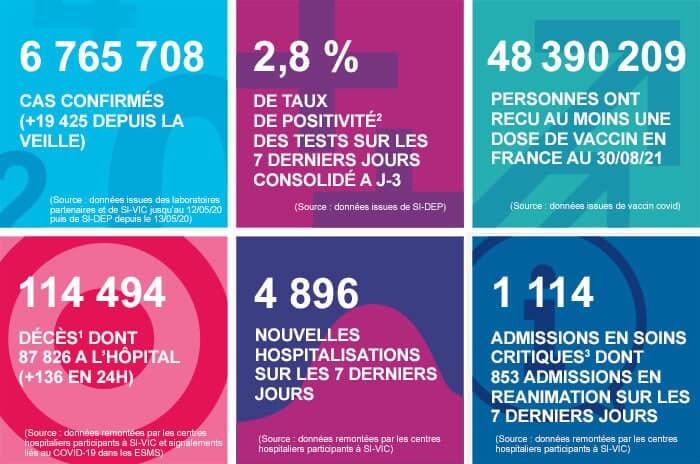 6 765 708
CAS CONFIRMÉS
(+19 425 DEPUIS LA
VEILLE)
(Source : données issues des laboratoires
partenaires et de SI-VIC jusqu'au 12/05/20
puis de SI-DEP depuis le 13/05/20)
2,8 %
DE TAUX
DE POSITIVITÉ²
DES TESTS SUR LES
7 DERNIERS JOURS
CONSOLIDÉ A J-3
(Source : données issues de SI-DEP)
48 390 209
PERSONNES ONT
RECU AU MOINS UNE
DOSE DE VACCIN EN
FRANCE AU 30/08/21
(Source : données issues de vaccin covid)
114 494
DÉCÈS¹ DONT
87 826 A L'HÔPITAL
(+136 EN 24H)
(Source : données remontées par les centres
hospitaliers participants à SI-VIC et signalements
liés au COVID-19 dans les ESMS)
4 896
NOUVELLES
HOSPITALISATIONS
SUR LES 7 DERNIERS
JOURS
(Source : données remontées par les centres
hospitaliers participants à SI-VIC)
1 114
ADMISSIONS EN SOINS
CRITIQUES³ DONT
853 ADMISSIONS EN
REANIMATION SUR LES
7 DERNIERS JOURS
(Source : données remontées par les centres
hospitaliers participants à SI-VIC)